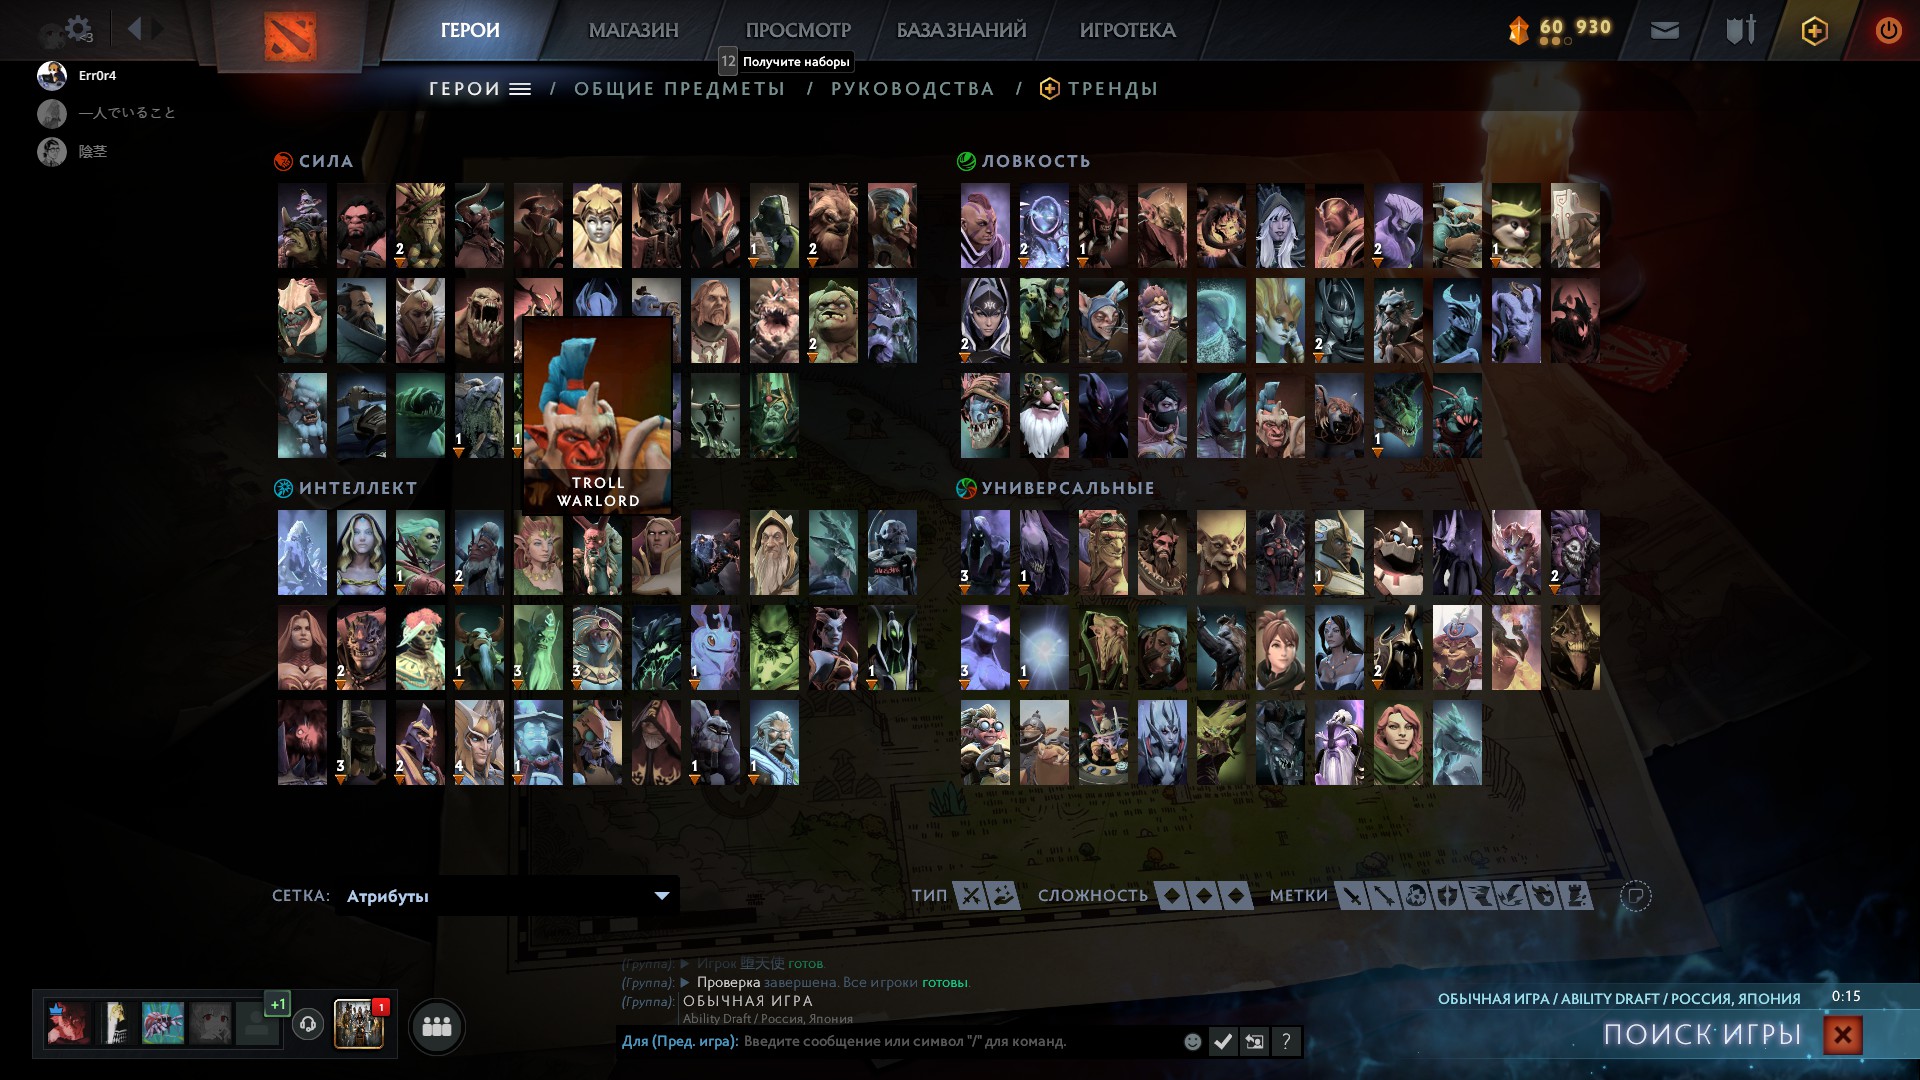 <3
ГЕРОИ
МАГАЗИН
ПРОСМОТР
БАЗА ЗНАНИЙ
ИГРОТЕКА
60 930
12 Получите наборы
Err0r4
一人でいること
陰茎
ГЕРОИ / ОБЩИЕ ПРЕДМЕТЫ / РУКОВОДСТВА / ТРЕНДЫ
СИЛА
2 1 2
2
1 1
ЛОВКОСТЬ
2 1 2 1
2 2
1
TROLL
WARLORD
ИНТЕЛЛЕКТ
1 2
2 1 3 3 1 1
3 2 4 1 1 1
УНИВЕРСАЛЬНЫЕ
3 1 1 2
3 1 2
СЕТКА: Атрибуты
ТИП
СЛОЖНОСТЬ
МЕТКИ
(Группа): Игрок 堕天使 готов.
(Группа): Проверка завершена. Все игроки готовы.
(Группа): ОБЫЧНАЯ ИГРА
Ability Draft / Россия, Япония
Для (Пред. игра): Введите сообщение или символ "/" для команд.
?
+1
1
ОБЫЧНАЯ ИГРА / ABILITY DRAFT / РОССИЯ, ЯПОНИЯ
0:15
ПОИСК ИГРЫ